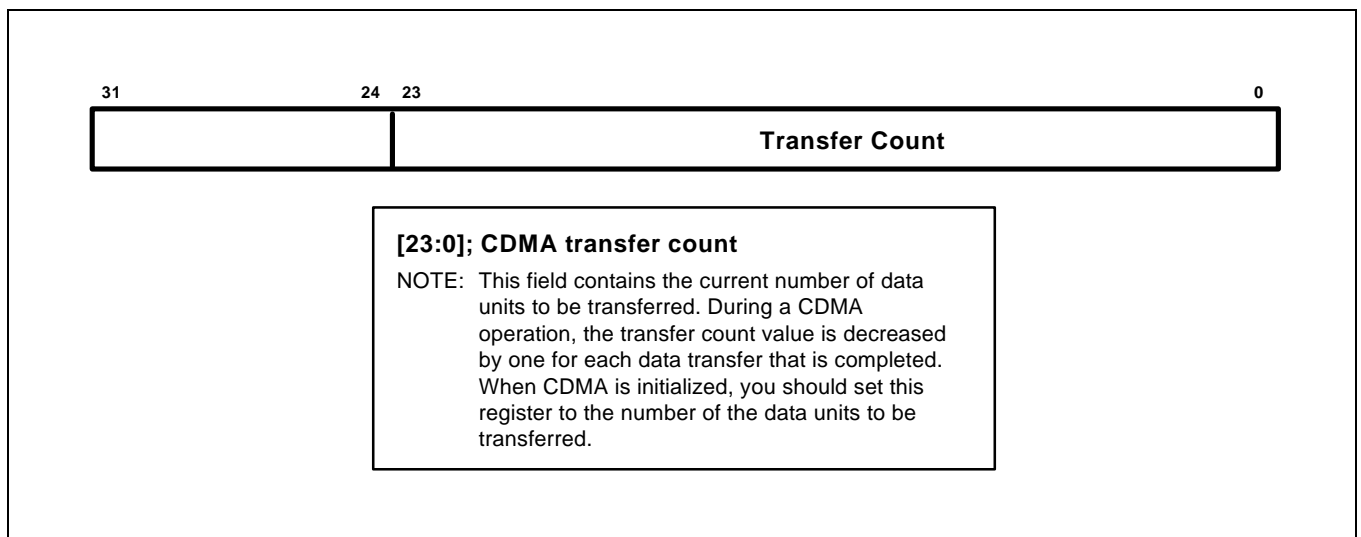 31 24 23 0
Transfer Count
[23:0]; CDMA transfer count
NOTE: This field contains the current number of data
units to be transferred. During a CDMA
operation, the transfer count value is decreased
by one for each data transfer that is completed.
When CDMA is initialized, you should set this
register to the number of the data units to be
transferred.